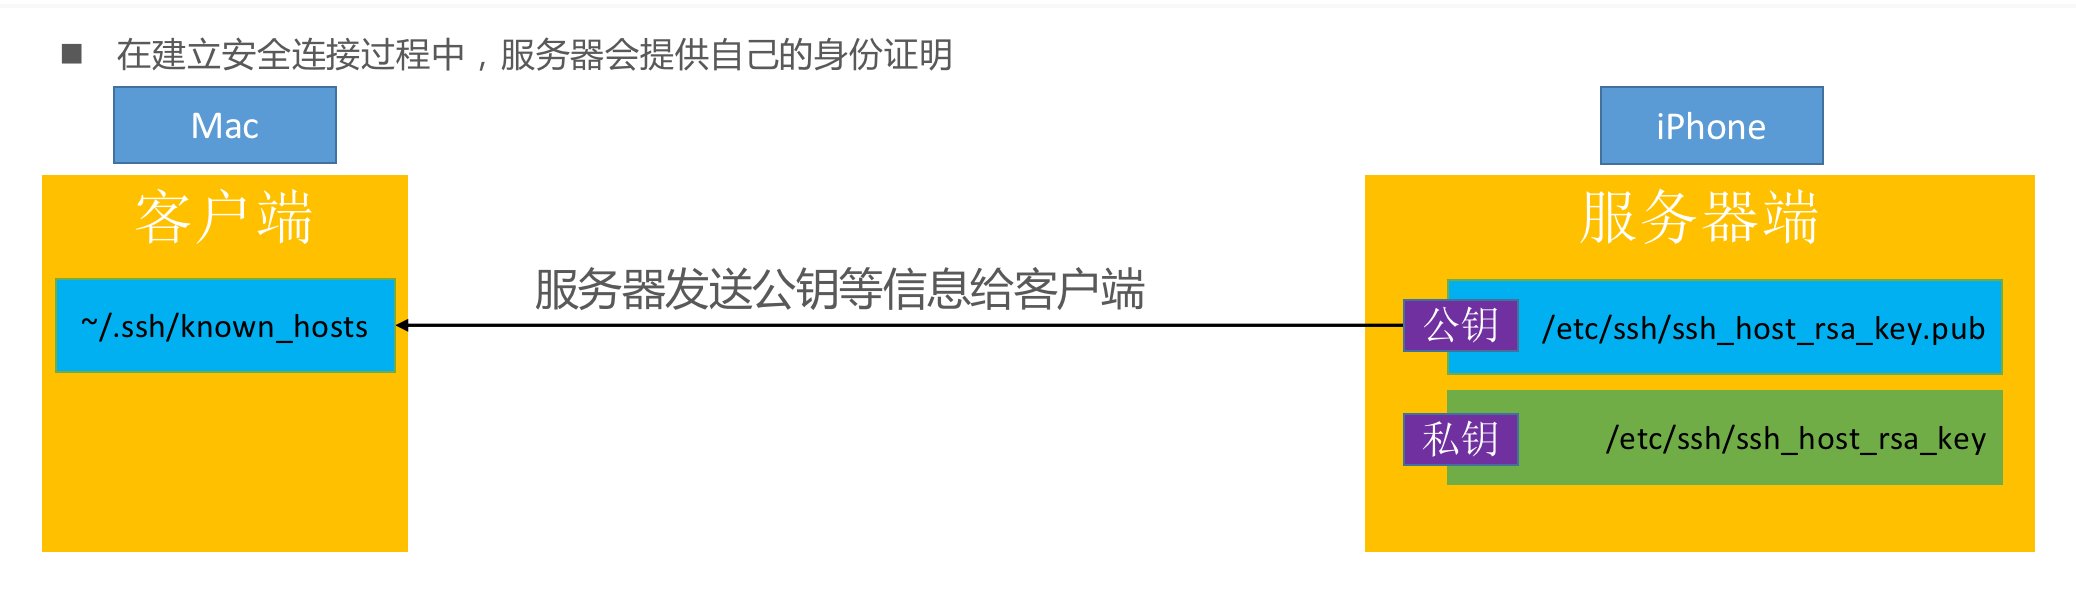 ■ 在建立安全连接过程中，服务器会提供自己的身份证明
Mac
iPhone
客户端
服务器端
服务器发送公钥等信息给客户端
~/.ssh/known_hosts
公钥
/etc/ssh/ssh_host_rsa_key.pub
私钥
/etc/ssh/ssh_host_rsa_key